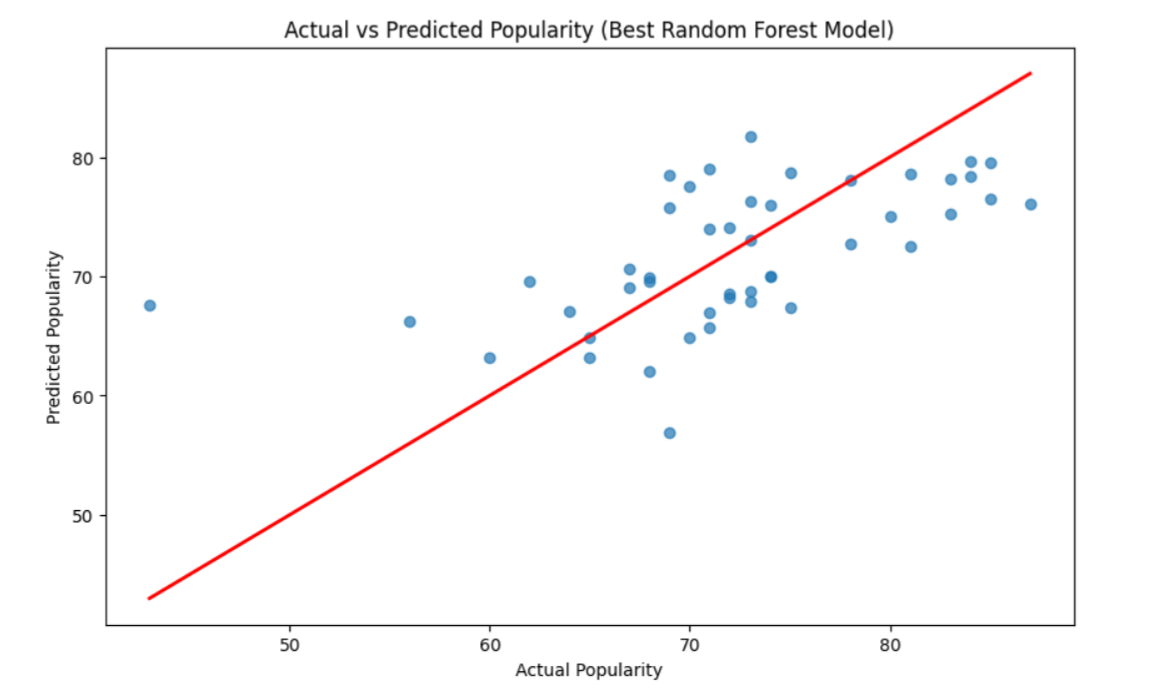 Actual vs Predicted Popularity (Best Random Forest Model)
Predicted Popularity
80
70
60
50
50 60 70 80
Actual Popularity